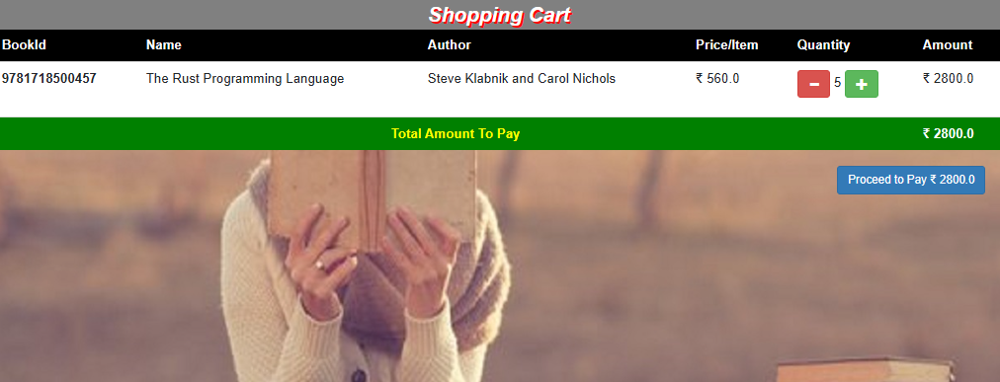 Shopping Cart
BookId Name Author Price/Item Quantity Amount
9781718500457 The Rust Programming Language Steve Klabnik and Carol Nichols ₹ 560.0 − 5 + ₹ 2800.0
Total Amount To Pay ₹ 2800.0
Proceed to Pay ₹ 2800.0